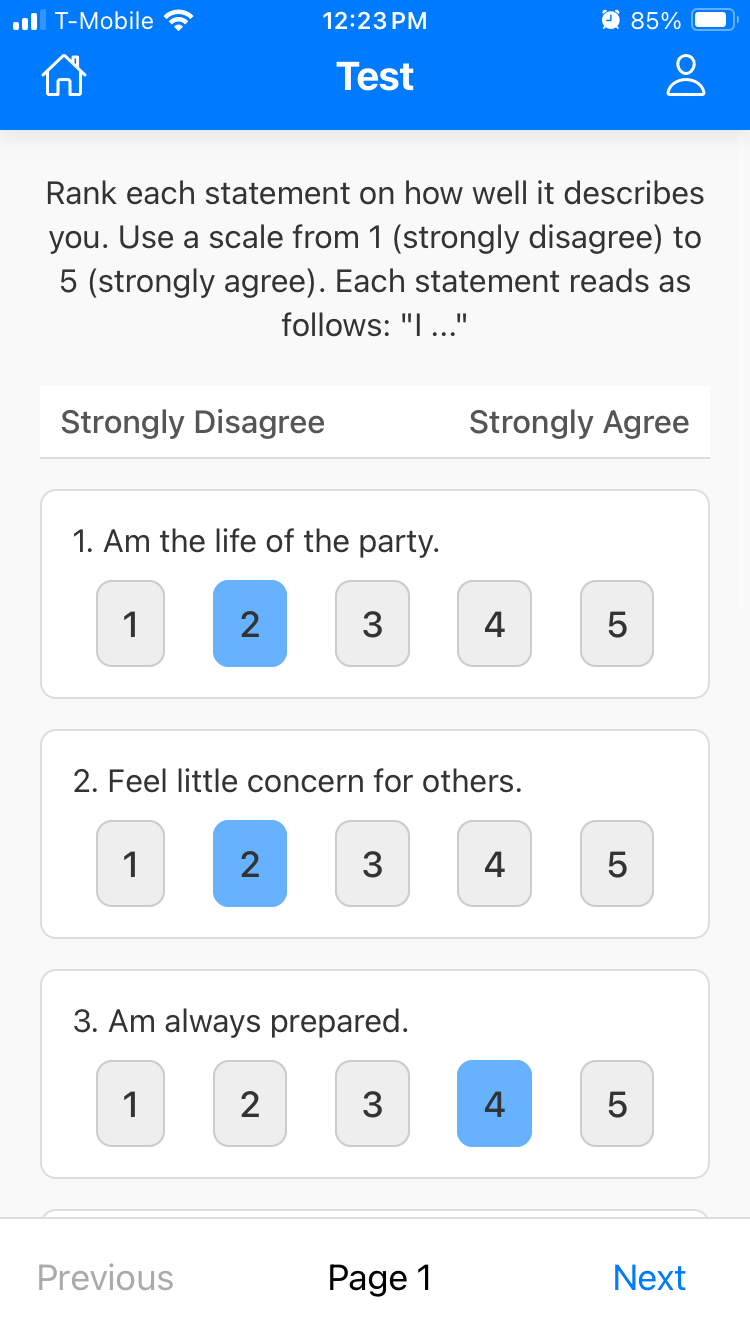 T-Mobile 12:23 PM 85%
Test
Rank each statement on how well it describes
you. Use a scale from 1 (strongly disagree) to
5 (strongly agree). Each statement reads as
follows: "I ..."
Strongly Disagree Strongly Agree
1. Am the life of the party.
1 2 3 4 5
2. Feel little concern for others.
1 2 3 4 5
3. Am always prepared.
1 2 3 4 5
Previous Page 1 Next